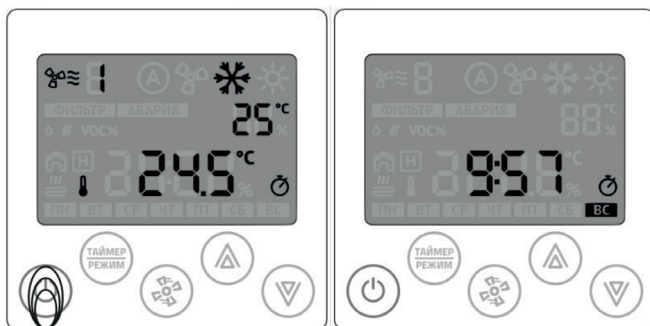 1
A
ФИЛЬТР АВАРИЯ
25 °C
VOC%
H
24.5 °C
%
ПН ВТ СР ЧТ ПТ СБ ВС
ТАЙМЕР
РЕЖИМ
8
A
ФИЛЬТР АВАРИЯ
88 °C
%
VOC%
H
9:57
%
ПН ВТ СР ЧТ ПТ СБ ВС
ТАЙМЕР
РЕЖИМ